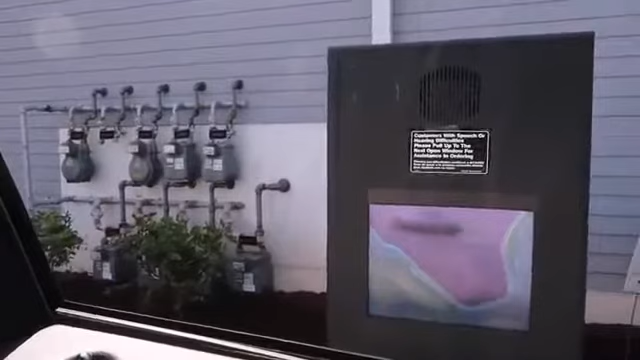 Customers With Speech or
Hearing Difficulties
Please Pull Up To The
Next Open Window For
Assistance In Ordering